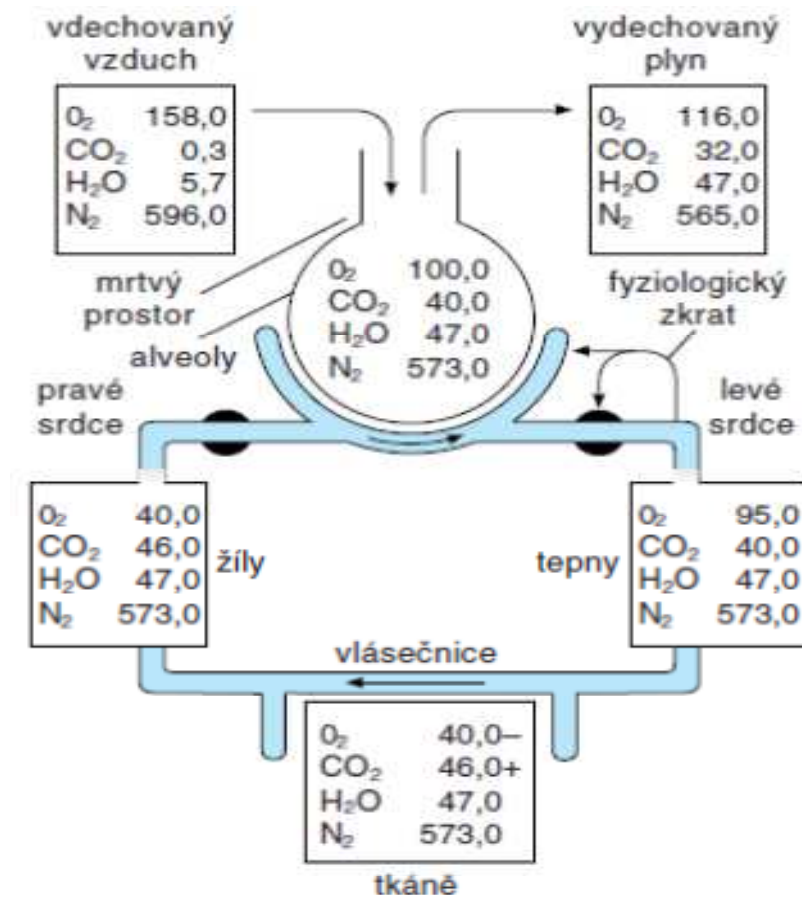 vdechovaný
vzduch
O₂ 158,0
CO₂ 0,3
H₂O 5,7
N₂ 596,0
vydechovaný
plyn
O₂ 116,0
CO₂ 32,0
H₂O 47,0
N₂ 565,0
mrtvý
prostor
alveoly
O₂ 100,0
CO₂ 40,0
H₂O 47,0
N₂ 573,0
fyziologický
zkrat
pravé
srdce
levé
srdce
O₂ 40,0
CO₂ 46,0
H₂O 47,0
N₂ 573,0
žíly
tepny
O₂ 95,0
CO₂ 40,0
H₂O 47,0
N₂ 573,0
vlásečnice
O₂ 40,0–
CO₂ 46,0+
H₂O 47,0
N₂ 573,0
tkáně